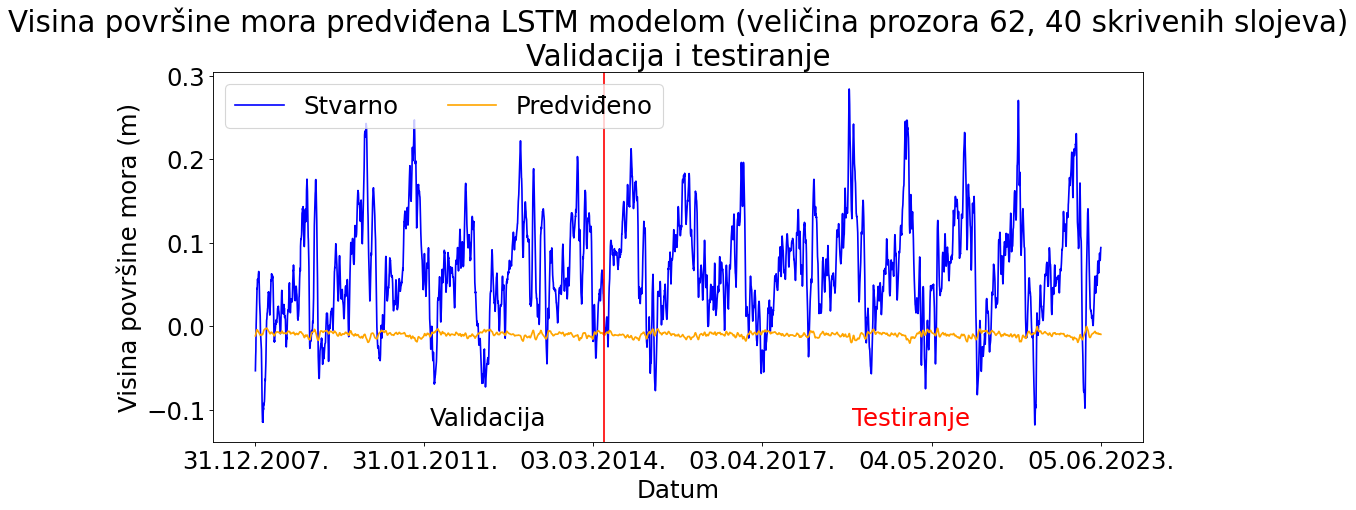 Visina površine mora predviđena LSTM modelom (veličina prozora 62, 40 skrivenih slojeva)
Validacija i testiranje
Stvarno
Predviđeno
Visina površine mora (m)
0.3
0.2
0.1
0.0
−0.1
Validacija
Testiranje
31.12.2007.
31.01.2011.
03.03.2014.
03.04.2017.
04.05.2020.
05.06.2023.
Datum